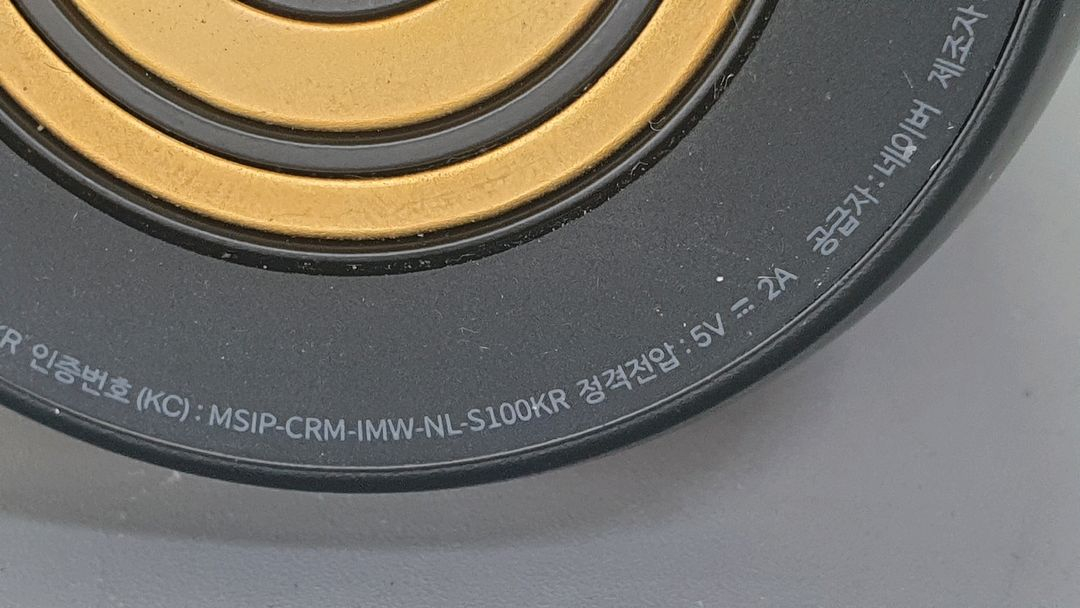 KR 인증번호 (KC) : MSIP-CRM-IMW-NL-S100KR 정격전압 : 5V ⎓ 2A 공급자 : 네이버 제조자